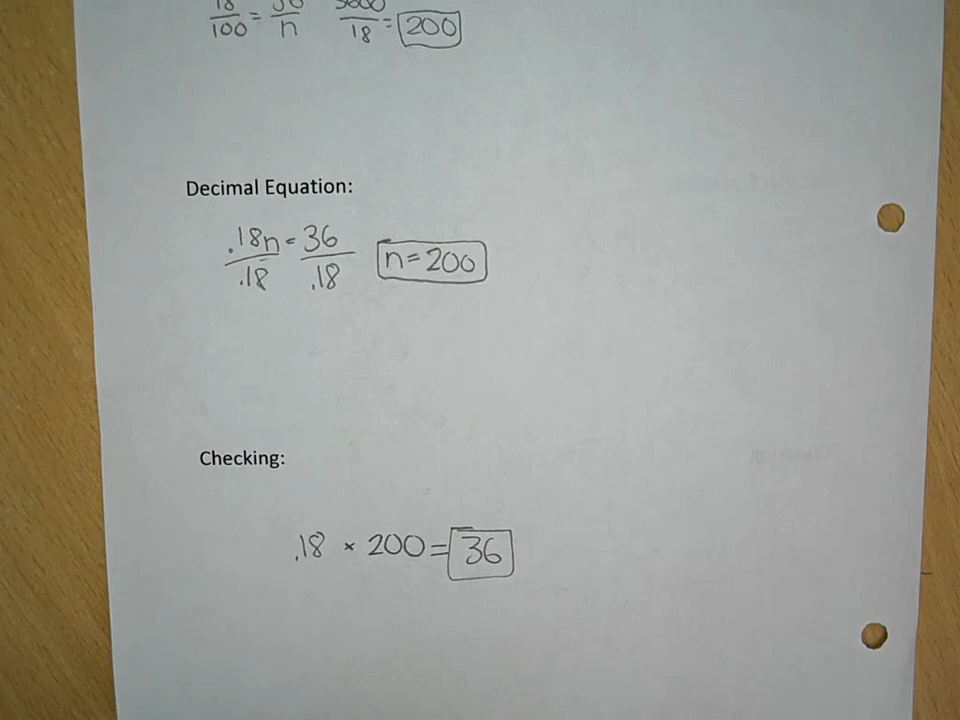 18/100 = 36/n 3600/18 = 200
Decimal Equation:
.18n/.18 = 36/.18 n = 200
Checking:
.18 × 200 = 36